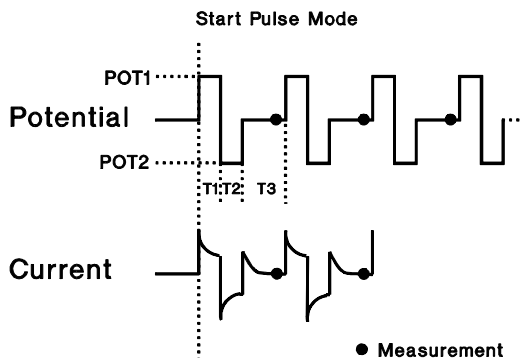 Start Pulse Mode
POT1
Potential
POT2
T1 T2 T3
Current
Measurement